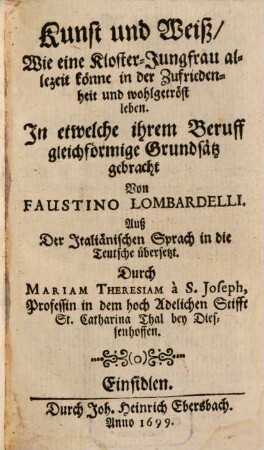 Kunst und Weiß/
Wie eine Kloster-Jungfrau al-
lezeit könne in der Zufrieden-
heit und wohlgetröst
leben.
In etwelche ihrem Beruff
gleichförmige Grundsätz
gebracht
Von
FAUSTINO LOMBARDELLI.
Auß
Der Italiänischen Sprach in die
Teutsche übersetzt.
Durch
MARIAM THERESIAM à S. Joseph,
Professin in dem hoch Adelichen Stifft
St. Catharina Thal bey Dies-
senhoffen.
Einsidlen.
Durch Joh. Heinrich Ebersbach.
Anno 1699.